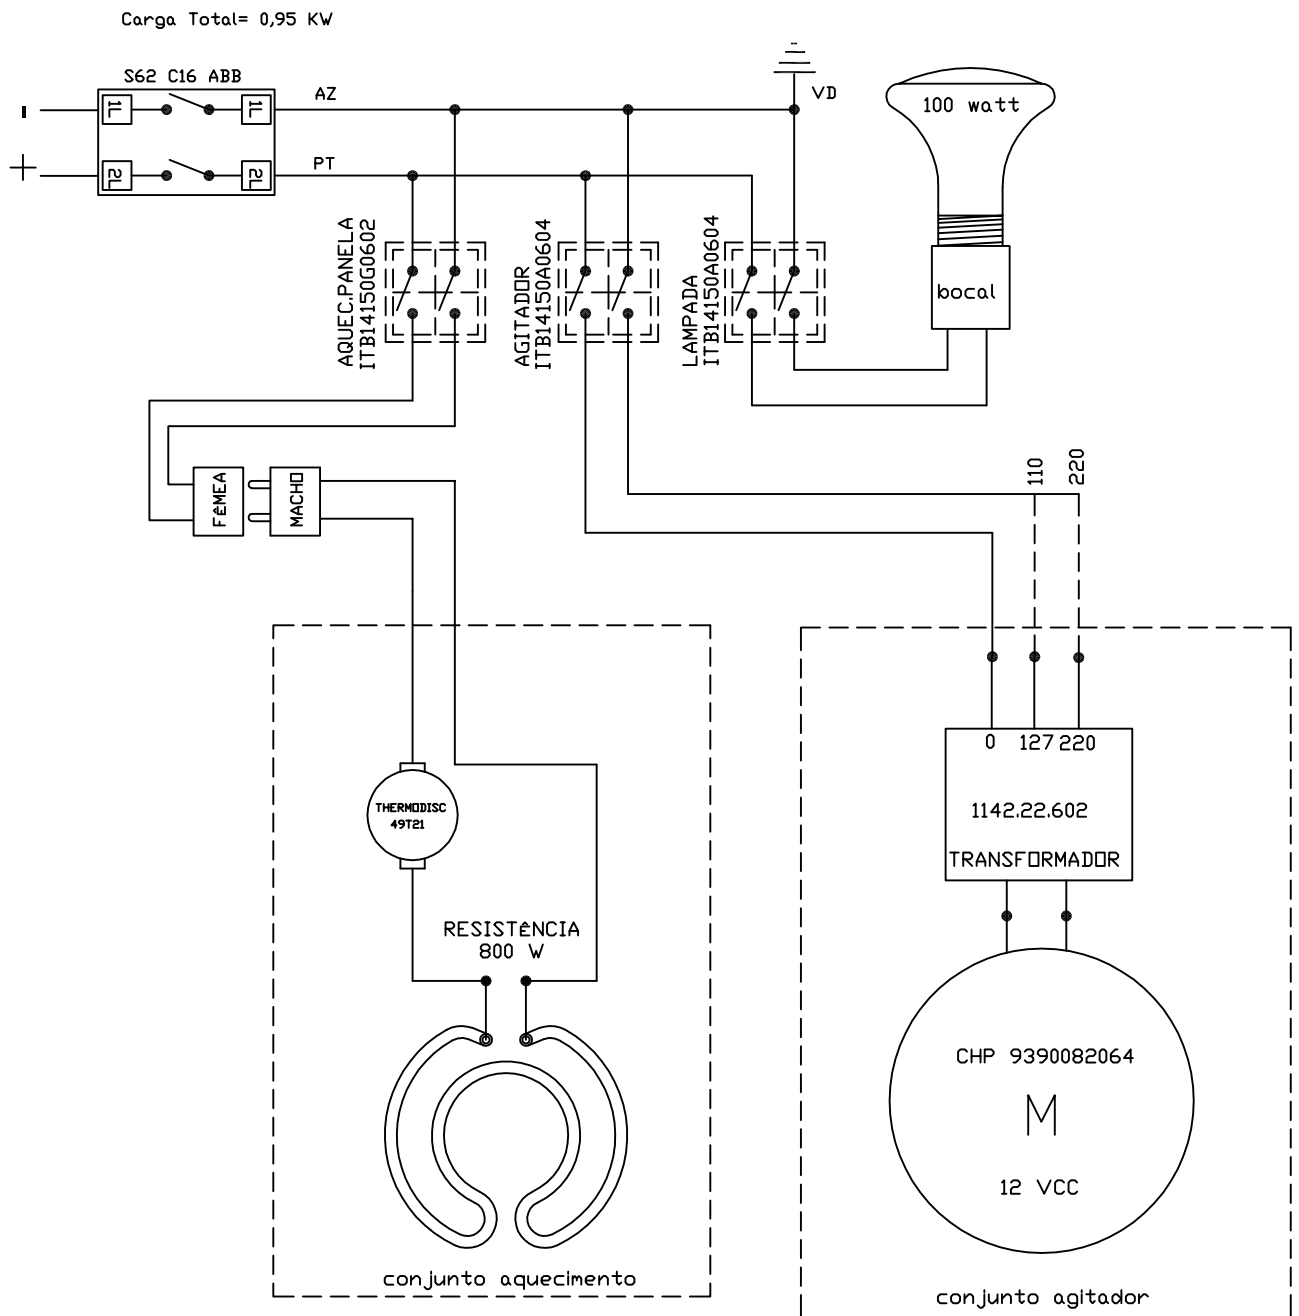 Carga Total= 0,95 KW
S62 C16 ABB
-
1L
1L
AZ
VD
100 watt
+
2L
2L
PT
AQUEC.PANELA
ITB14150G0602
AGITADOR
ITB14150A0604
LAMPADA
ITB14150A0604
bocal
FÊMEA
MACHO
110
220
0 127 220
1142.22.602
TRANSFORMADOR
THERMODISC
49T21
RESISTÊNCIA
800 W
CHP 9390082064
M
12 VCC
conjunto aquecimento
conjunto agitador